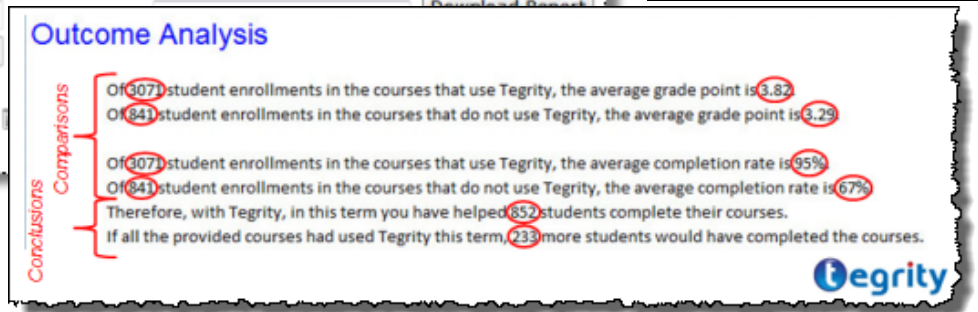 Download Report
Outcome Analysis
Comparisons
Of 3071 student enrollments in the courses that use Tegrity, the average grade point is 3.82.
Of 841 student enrollments in the courses that do not use Tegrity, the average grade point is 3.29.
Of 3071 student enrollments in the courses that use Tegrity, the average completion rate is 95%.
Of 841 student enrollments in the courses that do not use Tegrity, the average completion rate is 67%.
Conclusions
Therefore, with Tegrity, in this term you have helped 852 students complete their courses.
If all the provided courses had used Tegrity this term, 233 more students would have completed the courses.
tegrity